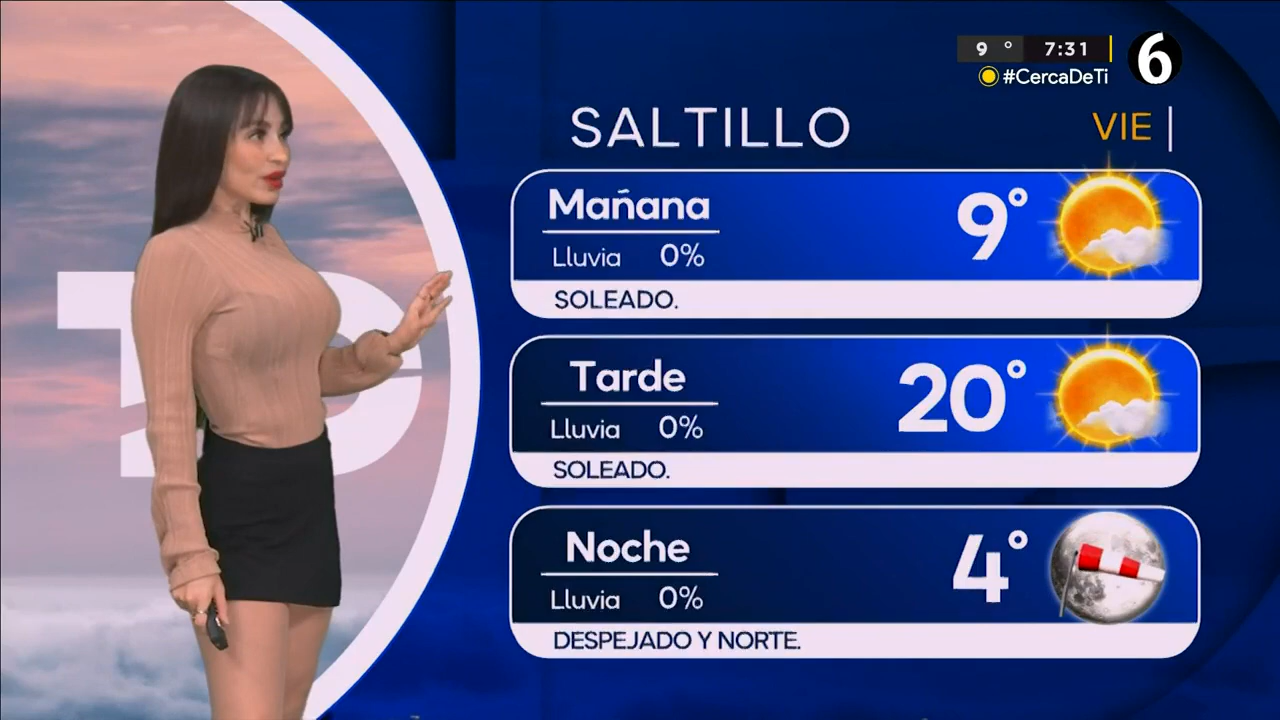 9 ° 7:31
6
#CercaDeTi
SALTILLO
VIE
Mañana
9°
Lluvia 0%
SOLEADO.
Tarde
20°
Lluvia 0%
SOLEADO.
Noche
4°
Lluvia 0%
DESPEJADO Y NORTE.